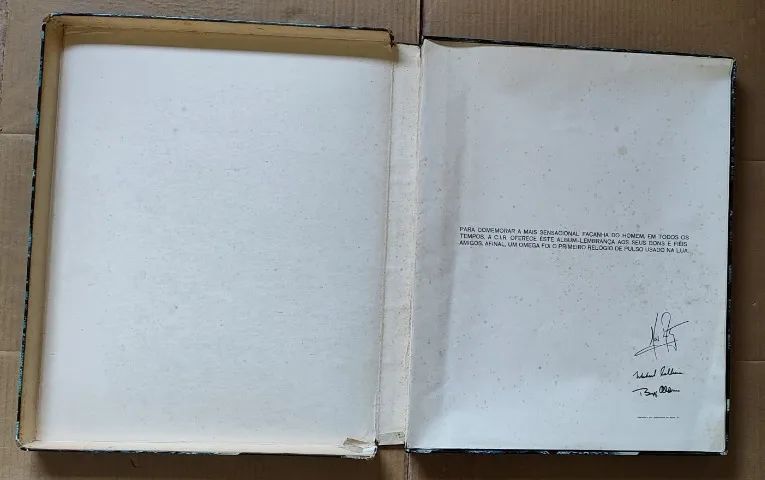 PARA COMEMORAR A MAIS SENSACIONAL FAÇANHA DO HOMEM, EM TODOS OS
TEMPOS, A C.I.R. OFERECE ÊSTE ÁLBUM-LEMBRANÇA AOS SEUS BONS E FIÉIS
AMIGOS. AFINAL, UM OMEGA FOI O PRIMEIRO RELÓGIO DE PULSO USADO NA LUA.